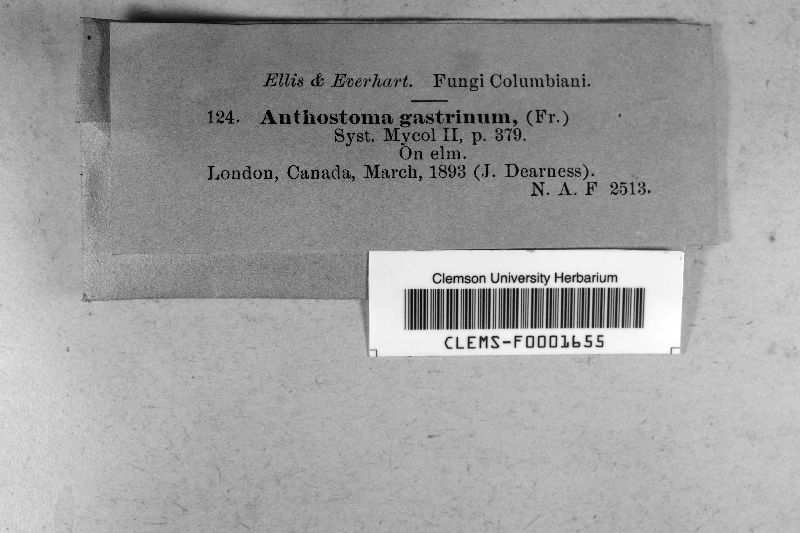 Ellis & Everhart. Fungi Columbiani.
124. Anthostoma gastrinum, (Fr.)
Syst. Mycol II, p. 379.
On elm.
London, Canada, March, 1893 (J. Dearness).
N. A. F 2513.
Clemson University Herbarium
CLEMS-F0001655